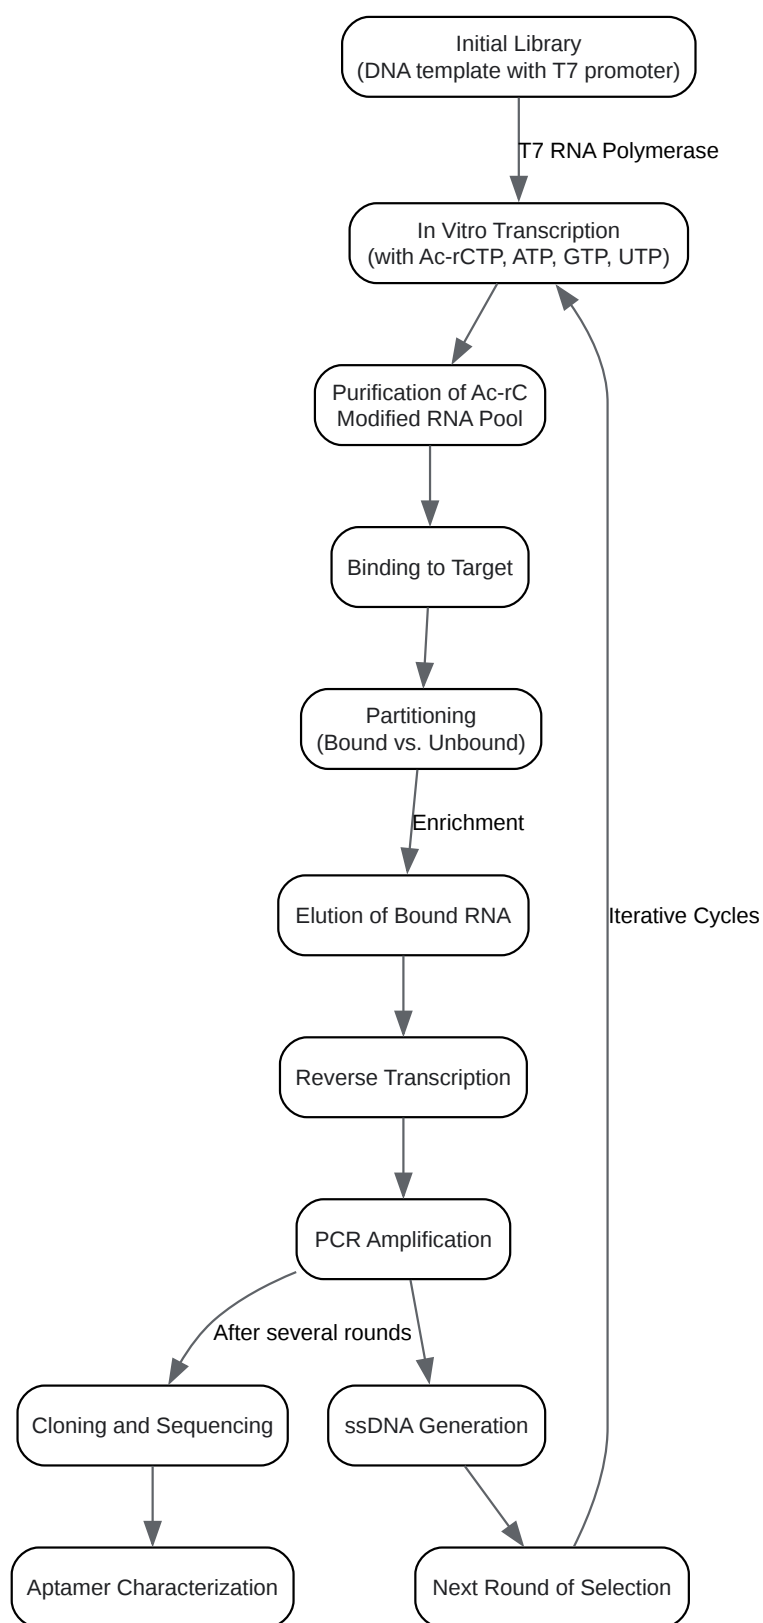 Initial Library
(DNA template with T7 promoter)
T7 RNA Polymerase
In Vitro Transcription
(with Ac-rCTP, ATP, GTP, UTP)
Purification of Ac-rC
Modified RNA Pool
Binding to Target
Partitioning
(Bound vs. Unbound)
Enrichment
Elution of Bound RNA
Iterative Cycles
Reverse Transcription
PCR Amplification
After several rounds
Cloning and Sequencing
ssDNA Generation
Aptamer Characterization
Next Round of Selection